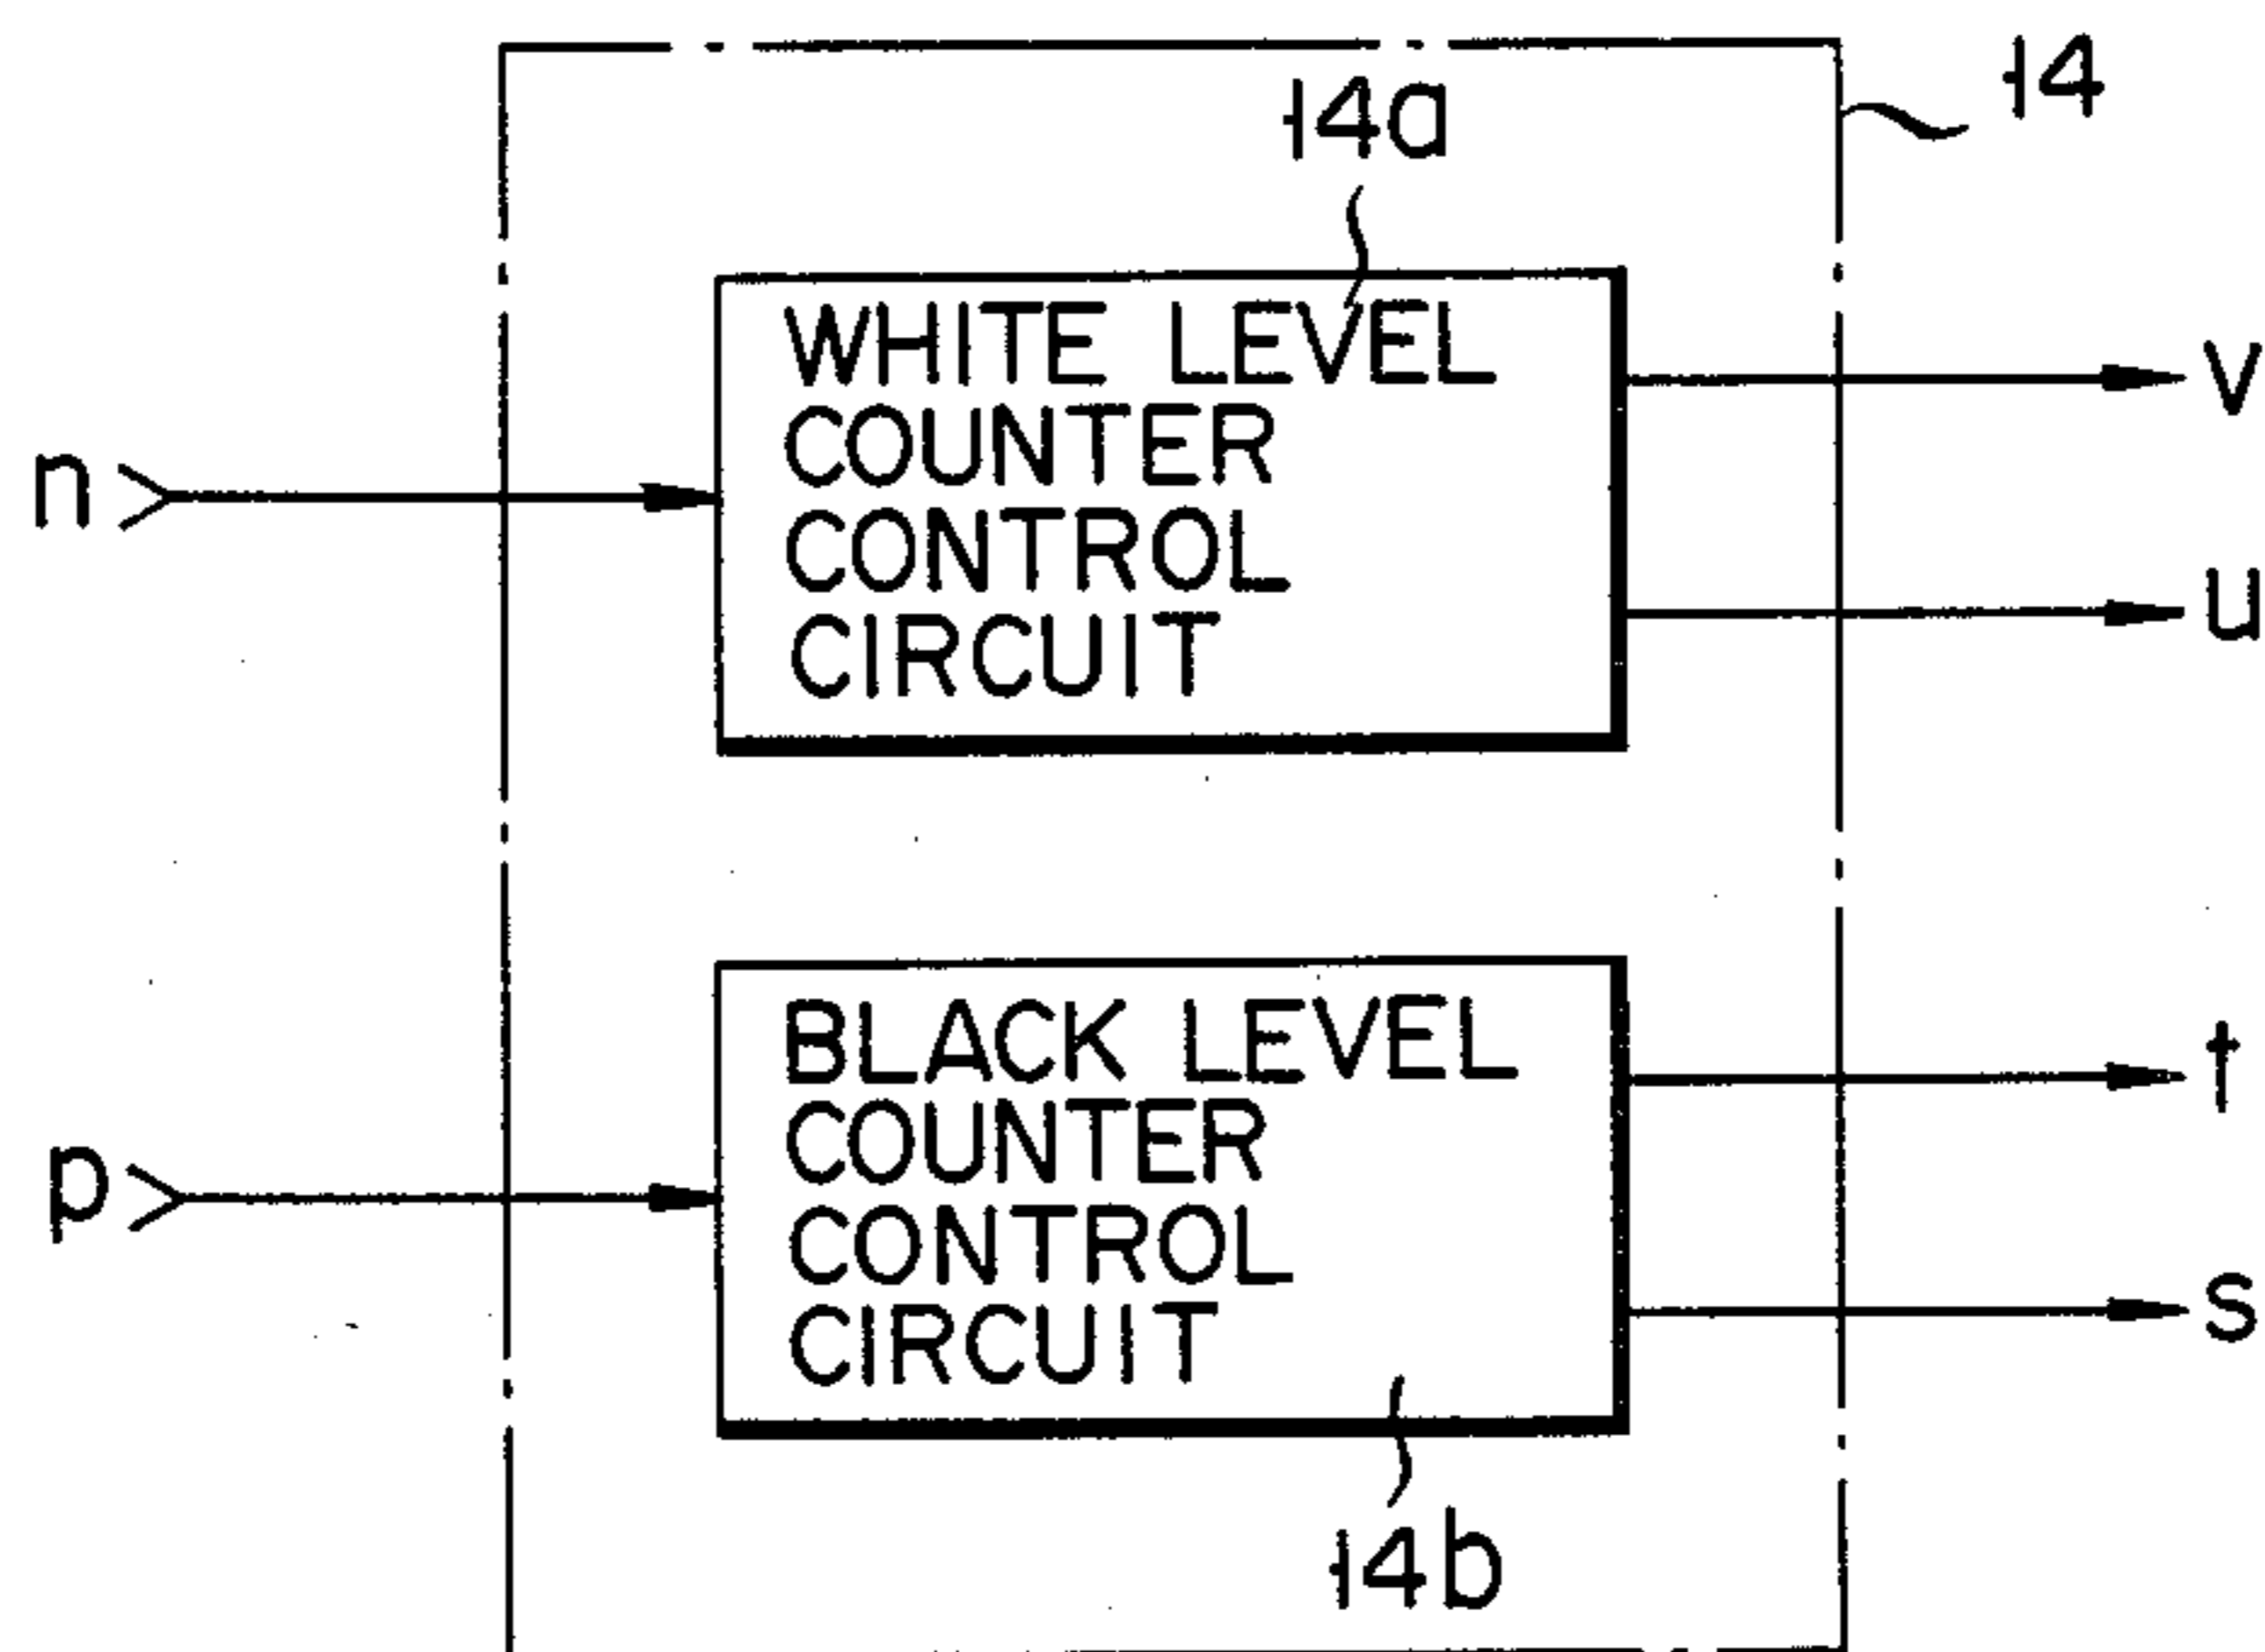 14
14a
WHITE LEVEL
COUNTER
CONTROL
CIRCUIT
n
v
u
BLACK LEVEL
COUNTER
CONTROL
CIRCUIT
p
t
s
14b